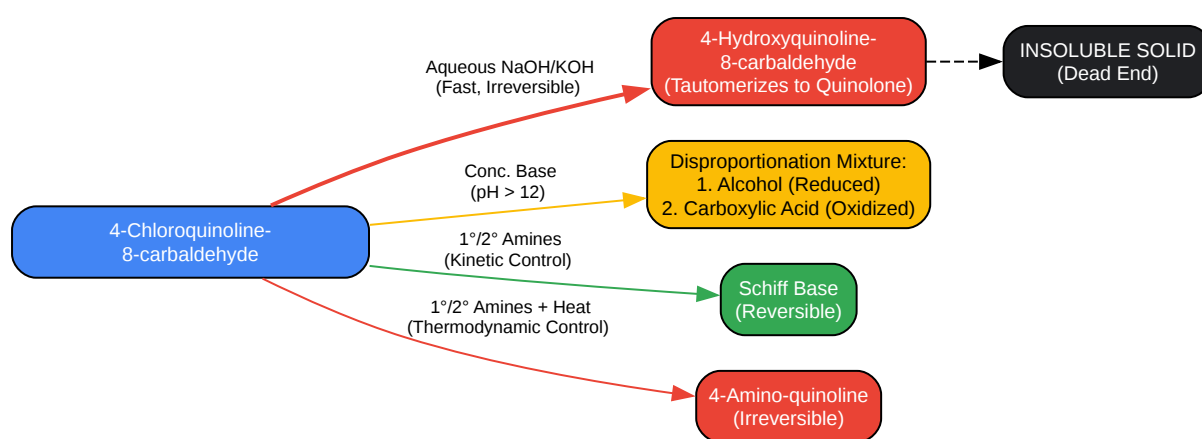 4-Chloroquinoline-
8-carbaldehyde
Aqueous NaOH/KOH
(Fast, Irreversible)
4-Hydroxyquinoline-
8-carbaldehyde
(Tautomerizes to Quinolone)
INSOLUBLE SOLID
(Dead End)
Conc. Base
(pH > 12)
Disproportionation Mixture:
1. Alcohol (Reduced)
2. Carboxylic Acid (Oxidized)
1°/2° Amines
(Kinetic Control)
Schiff Base
(Reversible)
1°/2° Amines + Heat
(Thermodynamic Control)
4-Amino-quinoline
(Irreversible)